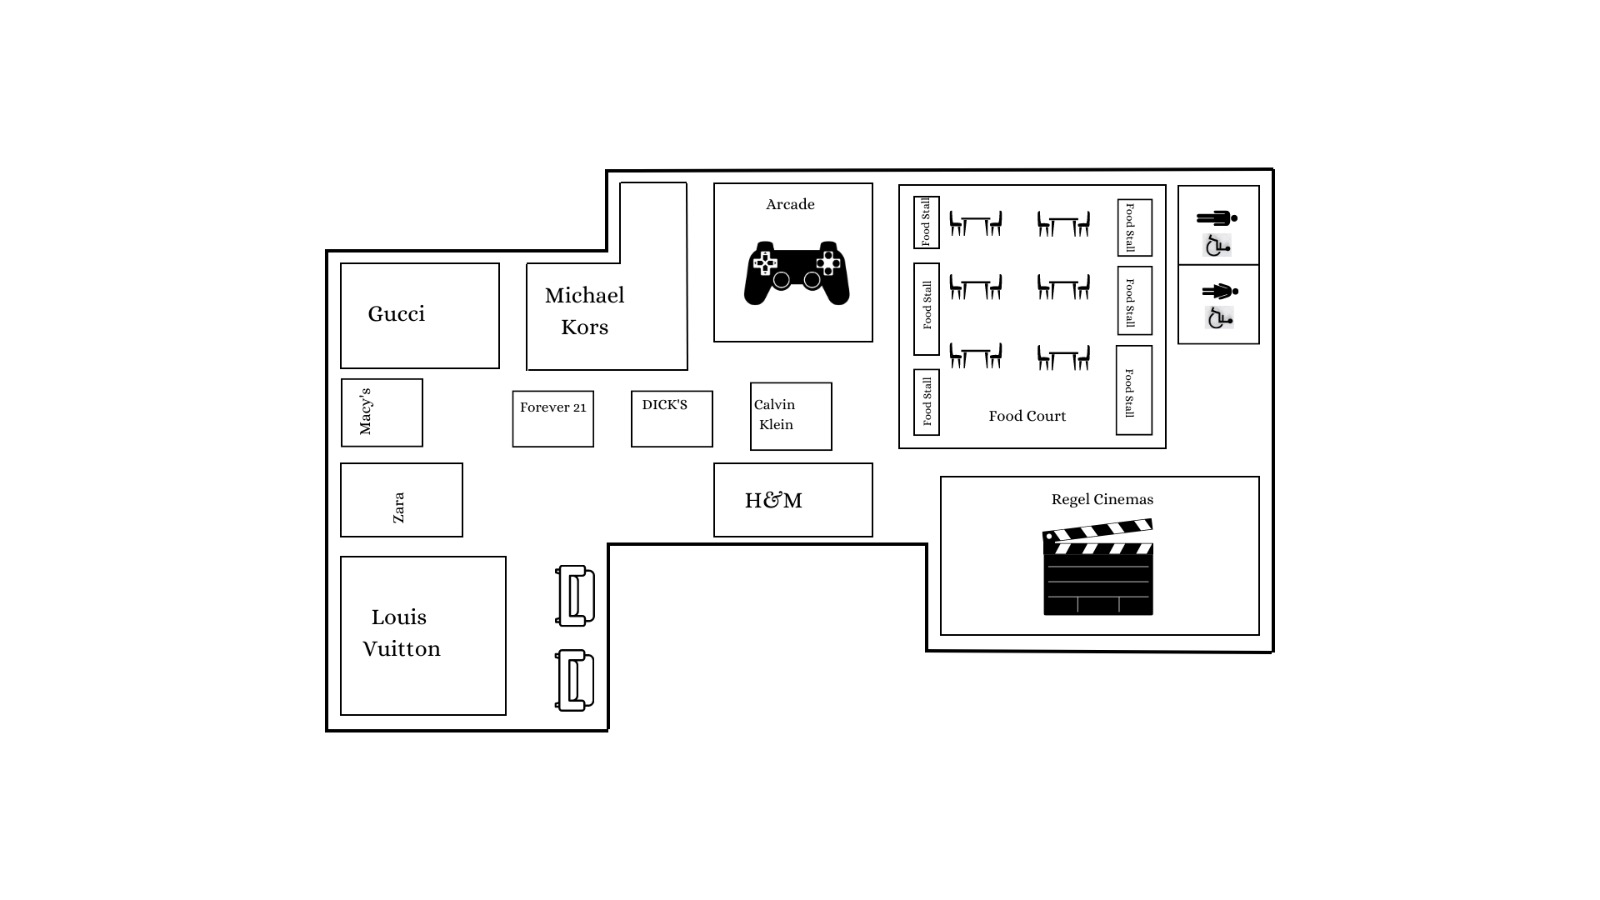 Arcade
Gucci
Michael
Kors
Food Stall
Food Stall
Food Stall
Food Stall
Food Stall
Food Stall
Food Court
Macy's
Forever 21
DICK'S
Calvin
Klein
Zara
H&M
Regel Cinemas
Louis
Vuitton